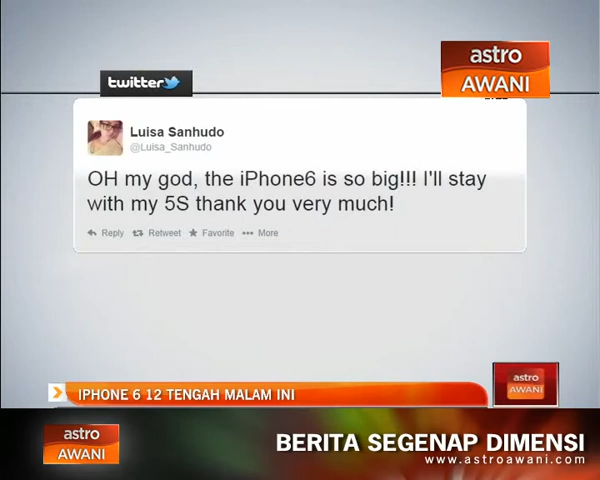 astro
AWANI
twitter
Luisa Sanhudo
@Luisa_Sanhudo
OH my god, the iPhone6 is so big!!! I'll stay
with my 5S thank you very much!
Reply Retweet Favorite More
IPHONE 6 12 TENGAH MALAM INI
astro
AWANI
astro
AWANI
BERITA SEGENAP DIMENSI
www.astroawani.com